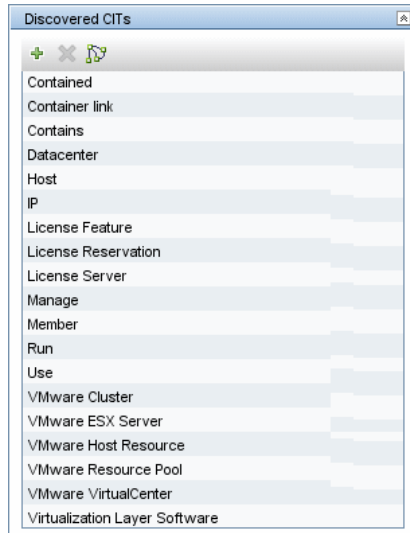 Discovered CITs
Contained
Container link
Contains
Datacenter
Host
IP
License Feature
License Reservation
License Server
Manage
Member
Run
Use
VMware Cluster
VMware ESX Server
VMware Host Resource
VMware Resource Pool
VMware VirtualCenter
Virtualization Layer Software